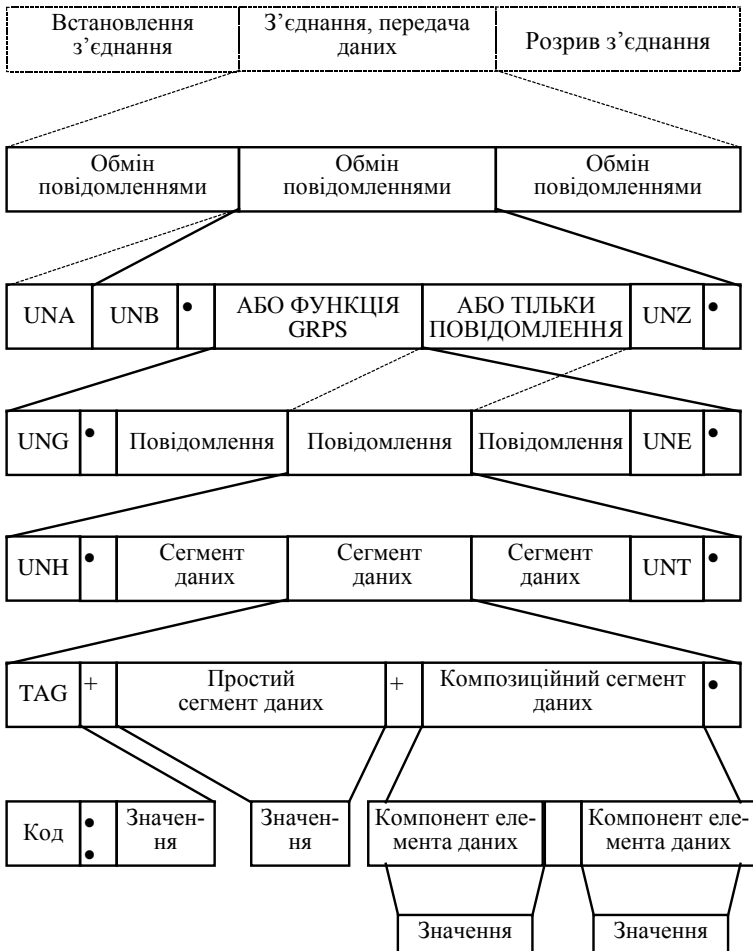 Встановлення
з’єднання
З’єднання, передача
даних
Розрив з’єднання
Обмін
повідомленнями
Обмін
повідомленнями
Обмін
повідомленнями
UNA
UNB
•
АБО ФУНКЦІЯ
GRPS
АБО ТІЛЬКИ
ПОВІДОМЛЕННЯ
UNZ
•
UNG
•
Повідомлення
Повідомлення
Повідомлення
UNE
•
UNH
•
Сегмент
даних
Сегмент
даних
Сегмент
даних
UNT
•
TAG
+
Простий
сегмент даних
+
Композиційний сегмент
даних
•
Код
•
•
Значен-
ня
Значен-
ня
Компонент еле-
мента даних
Компонент еле-
мента даних
Значення
Значення